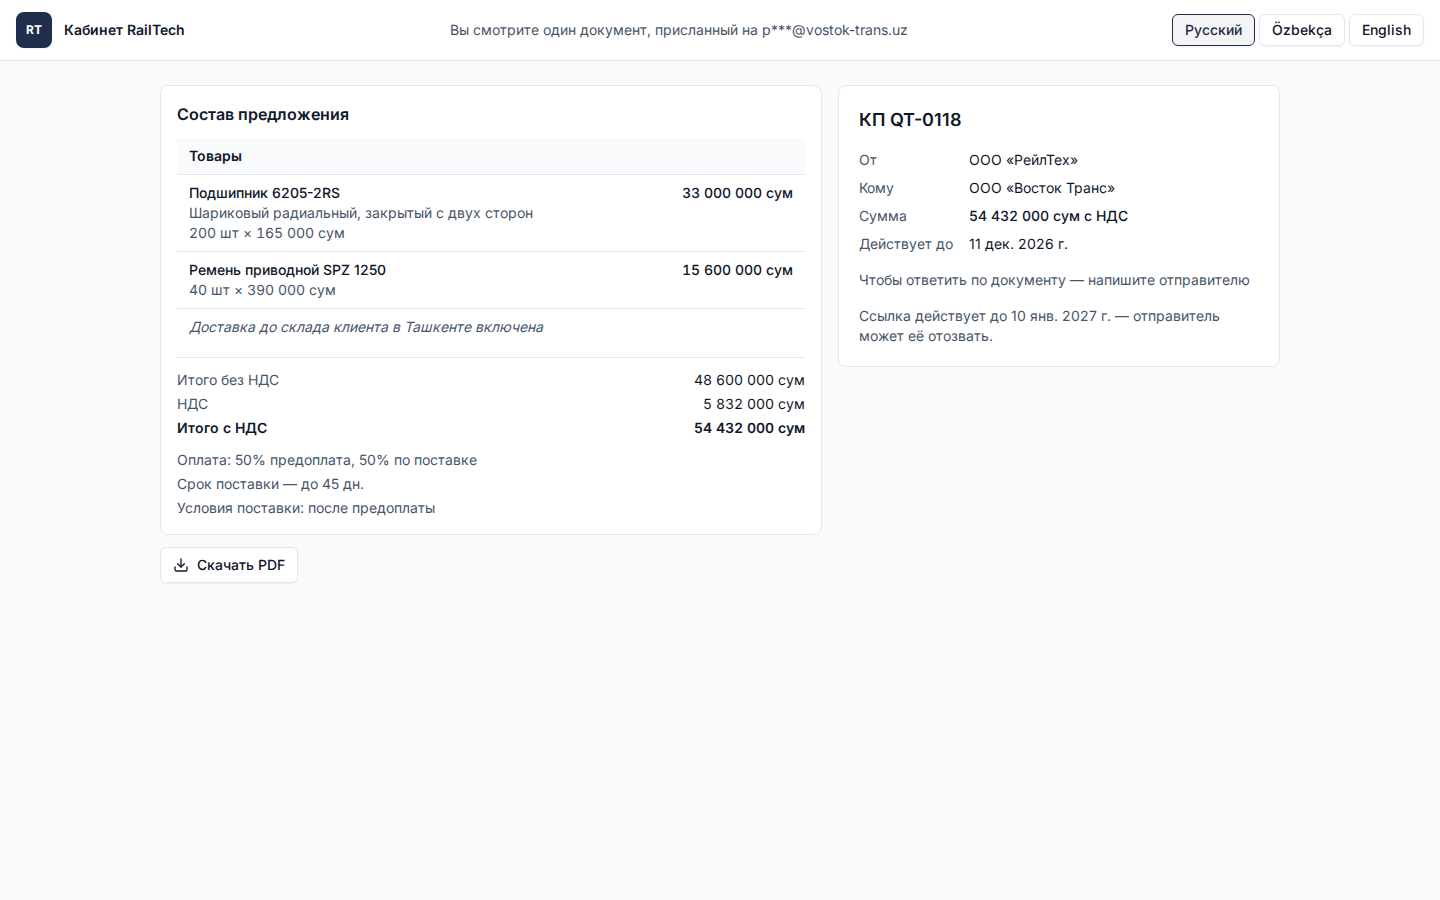 RT
Кабинет RailTech
Вы смотрите один документ, присланный на p***@vostok-trans.uz
Русский
Özbekça
English
Состав предложения
Товары
Подшипник 6205-2RS
33 000 000 сум
Шариковый радиальный, закрытый с двух сторон
200 шт × 165 000 сум
Ремень приводной SPZ 1250
15 600 000 сум
40 шт × 390 000 сум
Доставка до склада клиента в Ташкенте включена
Итого без НДС
48 600 000 сум
НДС
5 832 000 сум
Итого с НДС
54 432 000 сум
Оплата: 50% предоплата, 50% по поставке
Срок поставки — до 45 дн.
Условия поставки: после предоплаты
Скачать PDF
КП QT-0118
От
ООО «РейлТех»
Кому
ООО «Восток Транс»
Сумма
54 432 000 сум с НДС
Действует до
11 дек. 2026 г.
Чтобы ответить по документу — напишите отправителю
Ссылка действует до 10 янв. 2027 г. — отправитель
может её отозвать.